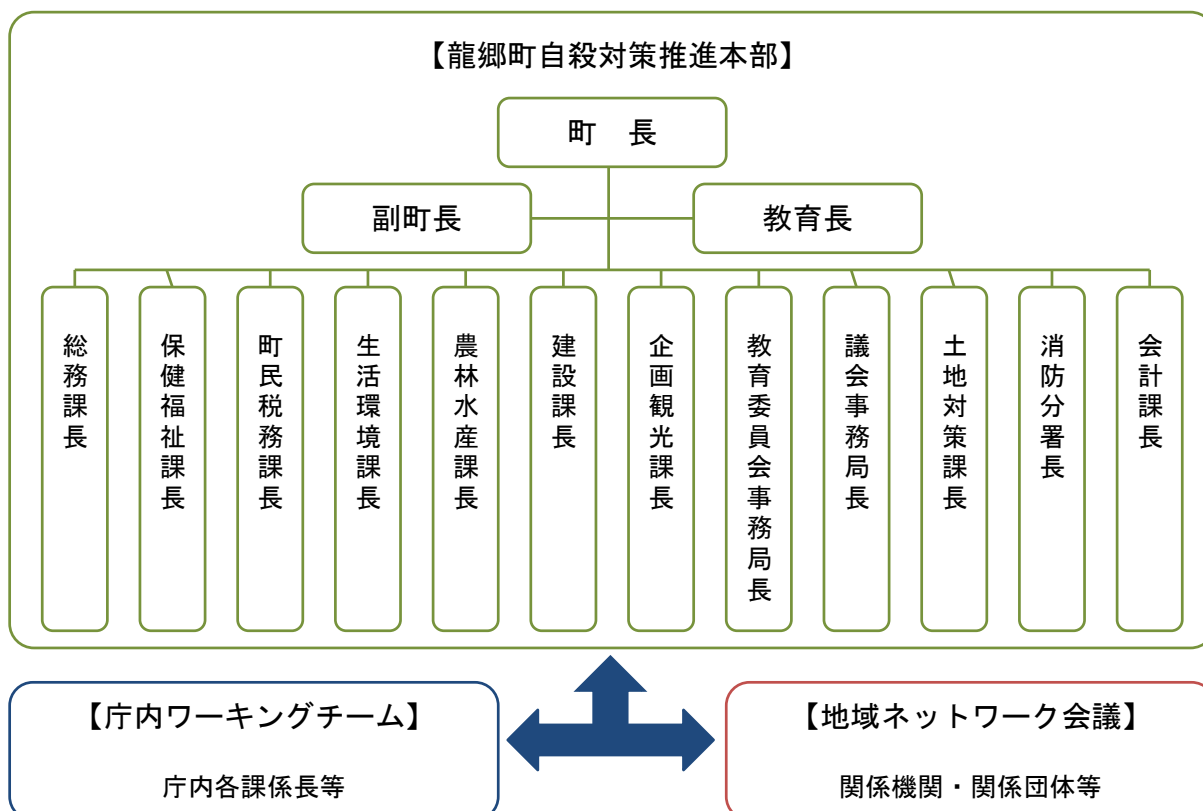 【龍郷町自殺対策推進本部】
町　長
副町長
教育長
総務課長
保健福祉課長
町民税務課長
生活環境課長
農林水産課長
建設課長
企画観光課長
教育委員会事務局長
議会事務局長
土地対策課長
消防分署長
会計課長
【庁内ワーキングチーム】
庁内各課係長等
【地域ネットワーク会議】
関係機関・関係団体等